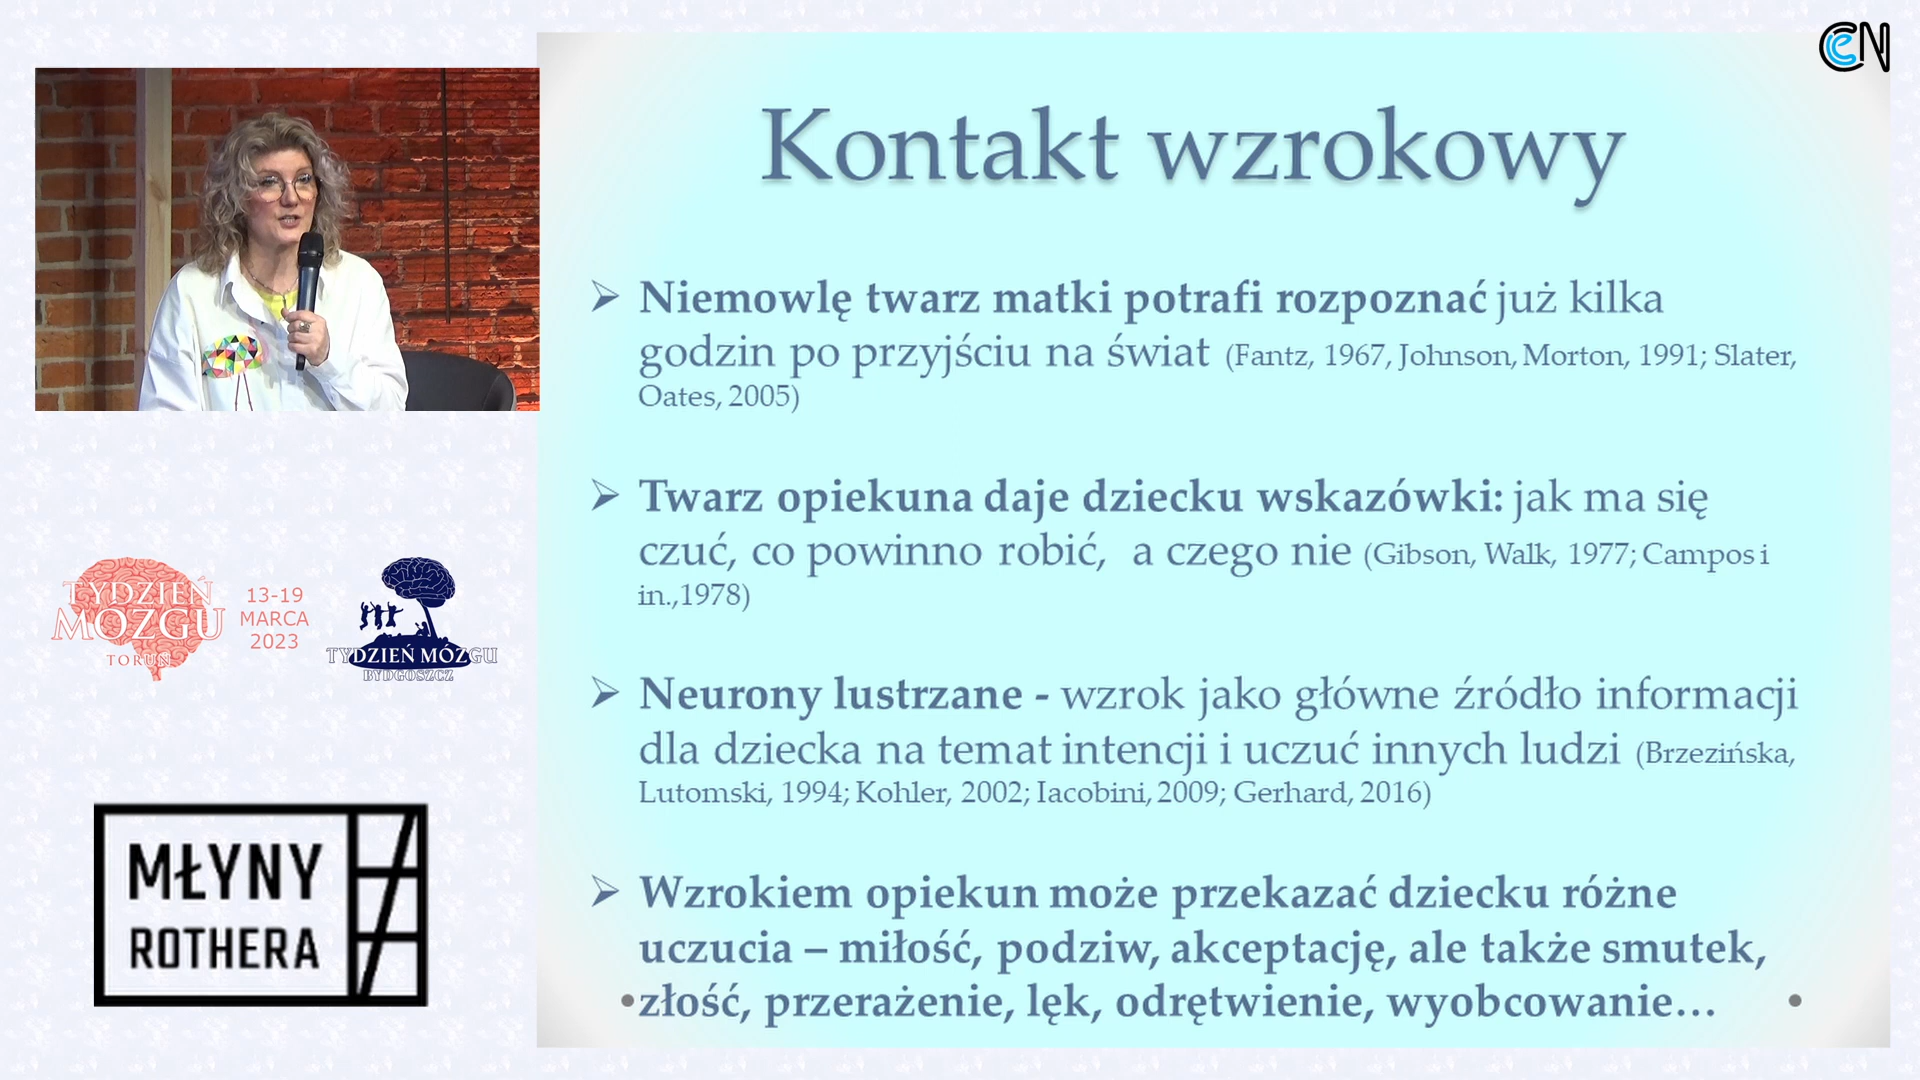 CeN
Kontakt wzrokowy
➢ Niemowlę twarz matki potrafi rozpoznać już kilka
godzin po przyjściu na świat (Fantz, 1967, Johnson, Morton, 1991; Slater,
Oates, 2005)
➢ Twarz opiekuna daje dziecku wskazówki: jak ma się
czuć, co powinno robić, a czego nie (Gibson, Walk, 1977; Campos i
in.,1978)
➢ Neurony lustrzane - wzrok jako główne źródło informacji
dla dziecka na temat intencji i uczuć innych ludzi (Brzezińska,
Lutomski, 1994; Kohler, 2002; Iacobini, 2009; Gerhard, 2016)
➢ Wzrokiem opiekun może przekazać dziecku różne
uczucia – miłość, podziw, akceptację, ale także smutek,
•złość, przerażenie, lęk, odrętwienie, wyobcowanie… •
TYDZIEŃ
MÓZGU
TORUŃ
13-19
MARCA
2023
TYDZIEŃ MÓZGU
BYDGOSZCZ
MŁYNY
ROTHERA